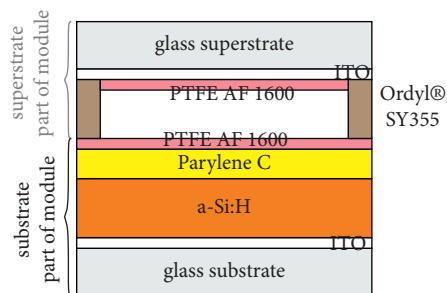 superstrate
part of module
glass superstrate
ITO
PTFE AF 1600
Ordyl®
SY355
substrate
part of module
PTFE AF 1600
Parylene C
a-Si:H
ITO
glass substrate